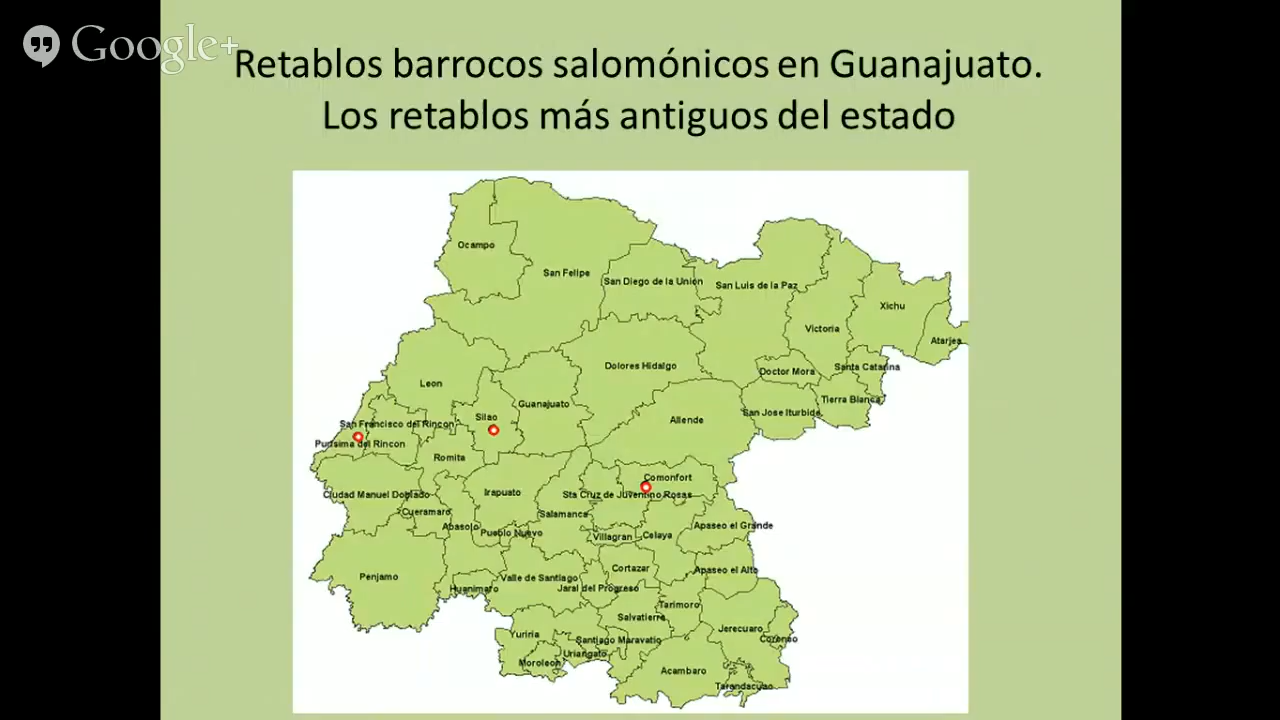 Google+
Retablos barrocos salomónicos en Guanajuato.
Los retablos más antiguos del estado
Ocampo
San Felipe
San Diego de la Union
San Luis de la Paz
Xichu
Victoria
Atarjea
Dolores Hidalgo
Doctor Mora
Santa Catarina
Leon
Guanajuato
Tierra Blanca
San Jose Iturbide
Silao
Allende
San Francisco del Rincon
Purisima del Rincon
Romita
Comonfort
Ciudad Manuel Doblado
Irapuato
Sta Cruz de Juventino Rosas
Cueramaro
Salamanca
Abasolo
Pueblo Nuevo
Apaseo el Grande
Villagran
Celaya
Penjamo
Cortazar
Apaseo el Alto
Valle de Santiago
Huanimaro
Jaral del Progreso
Tarimoro
Salvatierra
Jerecuaro
Yuriria
Santiago Maravatio
Coroneo
Uriangato
Moroleon
Acambaro
Tarandacuao